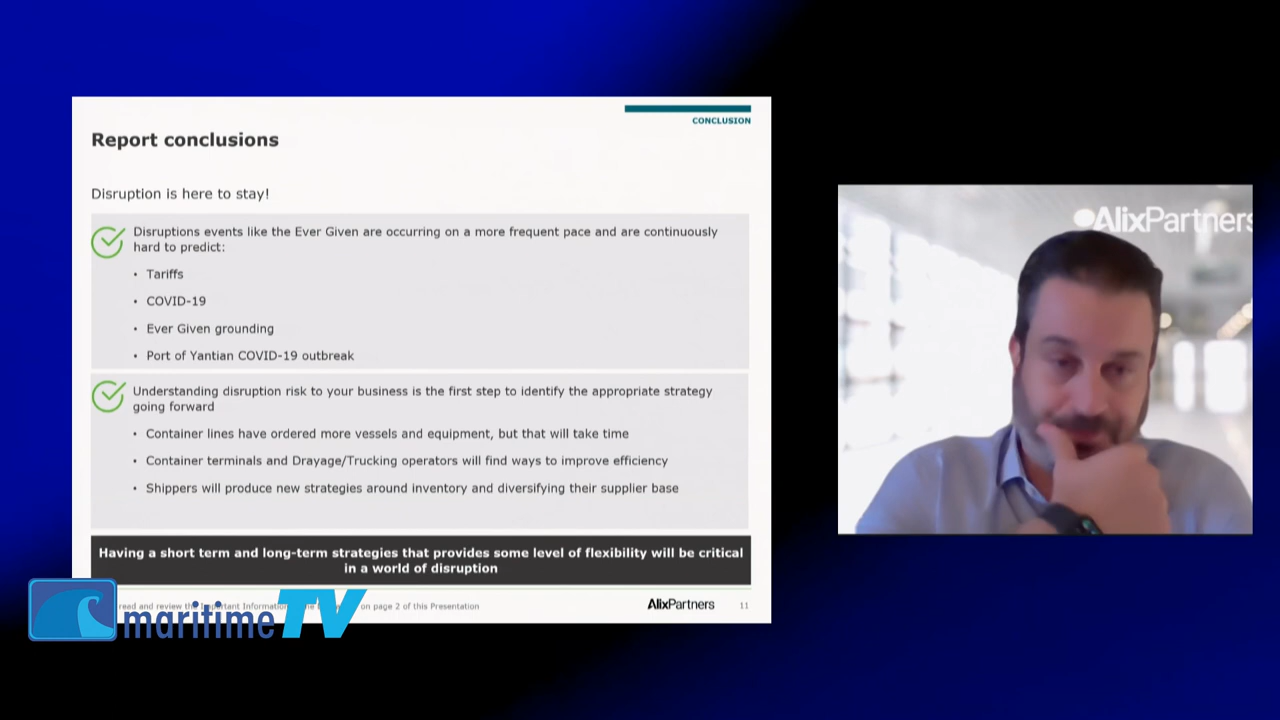 CONCLUSION
Report conclusions
Disruption is here to stay!
Disruptions events like the Ever Given are occurring on a more frequent pace and are continuously
hard to predict:
• Tariffs
• COVID-19
• Ever Given grounding
• Port of Yantian COVID-19 outbreak
Understanding disruption risk to your business is the first step to identify the appropriate strategy
going forward
• Container lines have ordered more vessels and equipment, but that will take time
• Container terminals and Drayage/Trucking operators will find ways to improve efficiency
• Shippers will produce new strategies around inventory and diversifying their supplier base
Having a short term and long-term strategies that provides some level of flexibility will be critical
in a world of disruption
read and review the Important Information on page 2 of this Presentation
AlixPartners
11
maritimeTV
AlixPartners